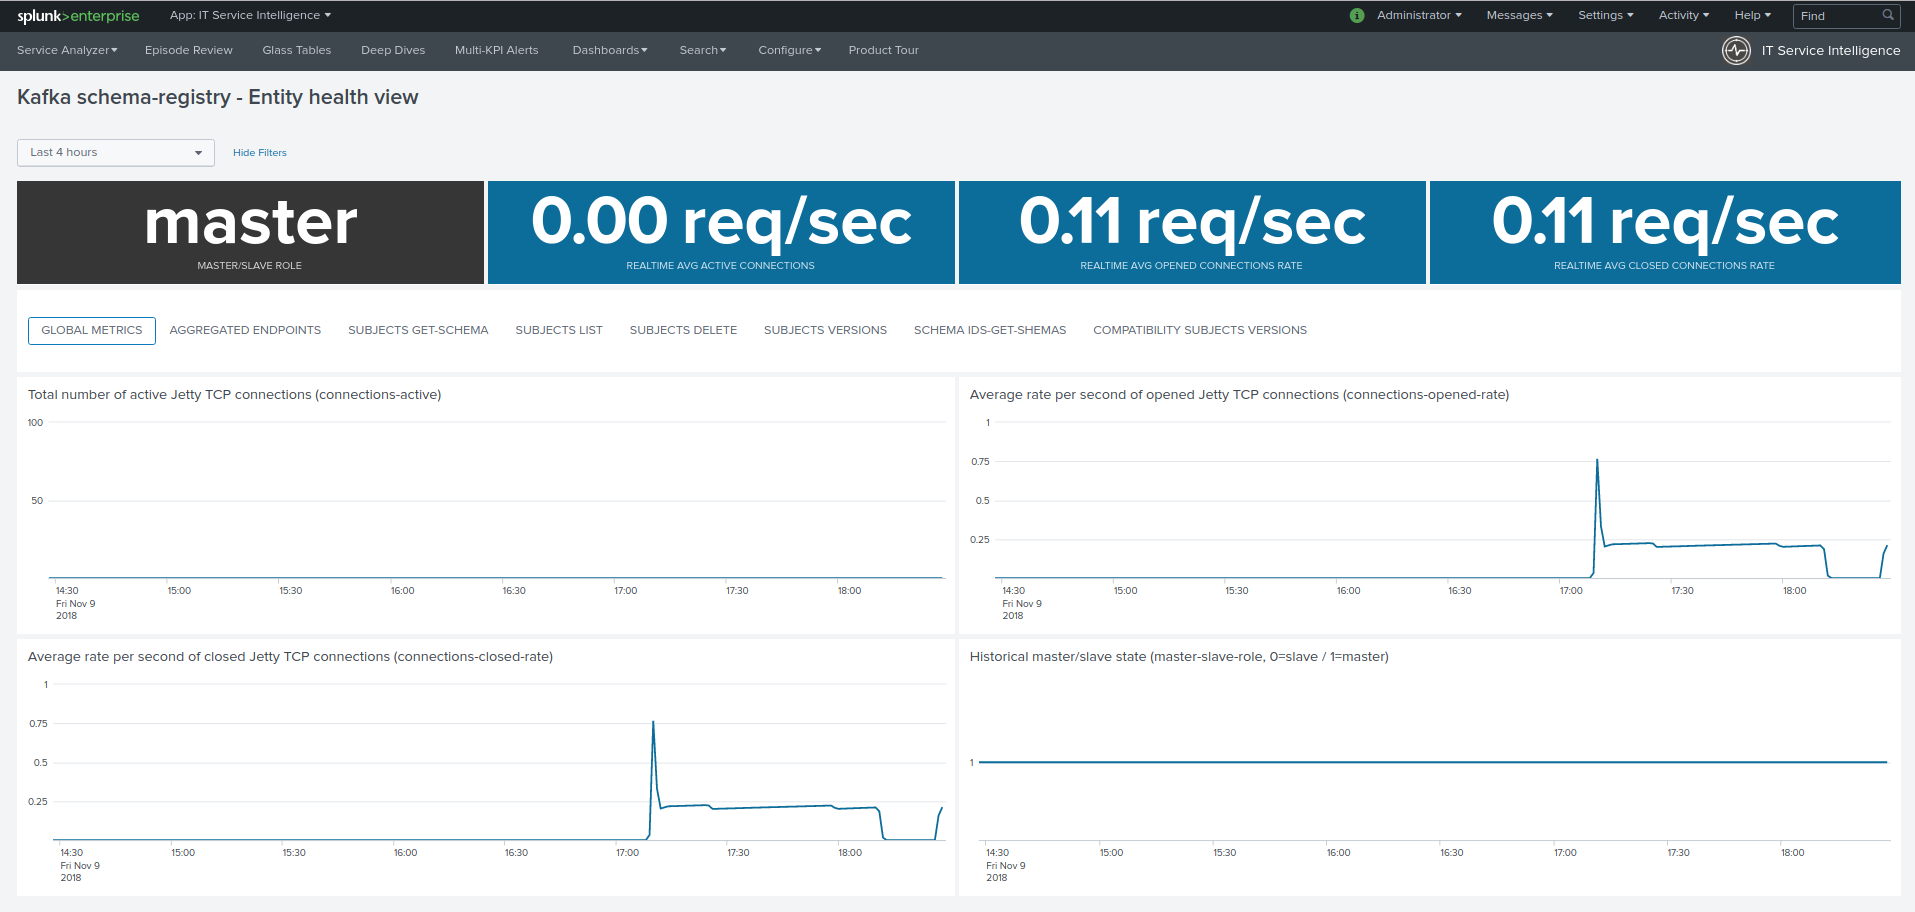 splunk>enterprise App: IT Service Intelligence i Administrator Messages Settings Activity Help Find
Service Analyzer Episode Review Glass Tables Deep Dives Multi-KPI Alerts Dashboards Search Configure Product Tour IT Service Intelligence
Kafka schema-registry - Entity health view
Last 4 hours Hide Filters
master 0.00 req/sec 0.11 req/sec 0.11 req/sec
MASTER/SLAVE ROLE REALTIME AVG ACTIVE CONNECTIONS REALTIME AVG OPENED CONNECTIONS RATE REALTIME AVG CLOSED CONNECTIONS RATE
GLOBAL METRICS AGGREGATED ENDPOINTS SUBJECTS GET-SCHEMA SUBJECTS LIST SUBJECTS DELETE SUBJECTS VERSIONS SCHEMA IDS-GET-SHEMAS COMPATIBILITY SUBJECTS VERSIONS
Total number of active Jetty TCP connections (connections-active)
100
50
14:30 15:00 15:30 16:00 16:30 17:00 17:30 18:00
Fri Nov 9
2018
Average rate per second of opened Jetty TCP connections (connections-opened-rate)
1
0.75
0.5
0.25
14:30 15:00 15:30 16:00 16:30 17:00 17:30 18:00
Fri Nov 9
2018
Average rate per second of closed Jetty TCP connections (connections-closed-rate)
1
0.75
0.5
0.25
14:30 15:00 15:30 16:00 16:30 17:00 17:30 18:00
Fri Nov 9
2018
Historical master/slave state (master-slave-role, 0=slave / 1=master)
1
14:30 15:00 15:30 16:00 16:30 17:00 17:30 18:00
Fri Nov 9
2018